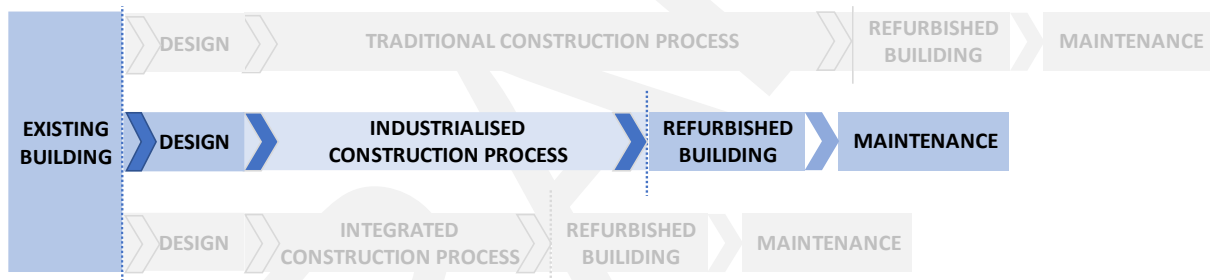 DESIGN
TRADITIONAL CONSTRUCTION PROCESS
REFURBISHED
BUILIDING
MAINTENANCE
EXISTING
BUILDING
DESIGN
INDUSTRIALISED
CONSTRUCTION PROCESS
REFURBISHED
BUILIDING
MAINTENANCE
DESIGN
INTEGRATED
CONSTRUCTION PROCESS
REFURBISHED
BUILIDING
MAINTENANCE